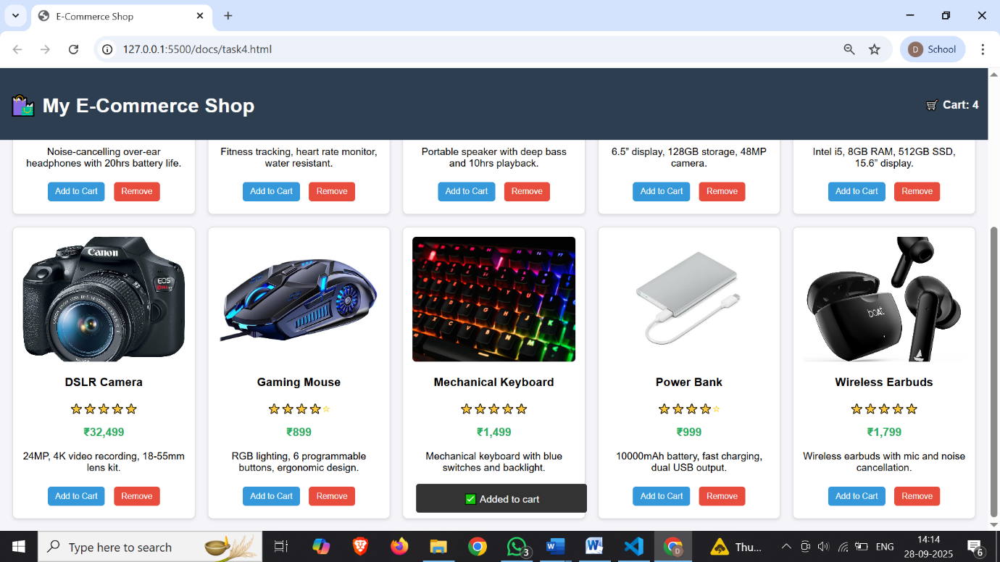 E-Commerce Shop
127.0.0.1:5500/docs/task4.html
School
D
🛍️ My E-Commerce Shop
🛒 Cart: 4
Noise-cancelling over-ear
headphones with 20hrs battery life.
Add to Cart Remove
Fitness tracking, heart rate monitor,
water resistant.
Add to Cart Remove
Portable speaker with deep bass
and 10hrs playback.
Add to Cart Remove
6.5” display, 128GB storage, 48MP
camera.
Add to Cart Remove
Intel i5, 8GB RAM, 512GB SSD,
15.6” display.
Add to Cart Remove
Canon
EOS
DSLR Camera
₹32,499
24MP, 4K video recording, 18-55mm
lens kit.
Add to Cart Remove
Gaming Mouse
₹899
RGB lighting, 6 programmable
buttons, ergonomic design.
Add to Cart Remove
Mechanical Keyboard
₹1,499
Mechanical keyboard with blue
switches and backlight.
✅ Added to cart
Power Bank
₹999
10000mAh battery, fast charging,
dual USB output.
Add to Cart Remove
boAt
Wireless Earbuds
₹1,799
Wireless earbuds with mic and noise
cancellation.
Add to Cart Remove
Type here to search
3
D
Thu...
ENG
14:14
28-09-2025
6